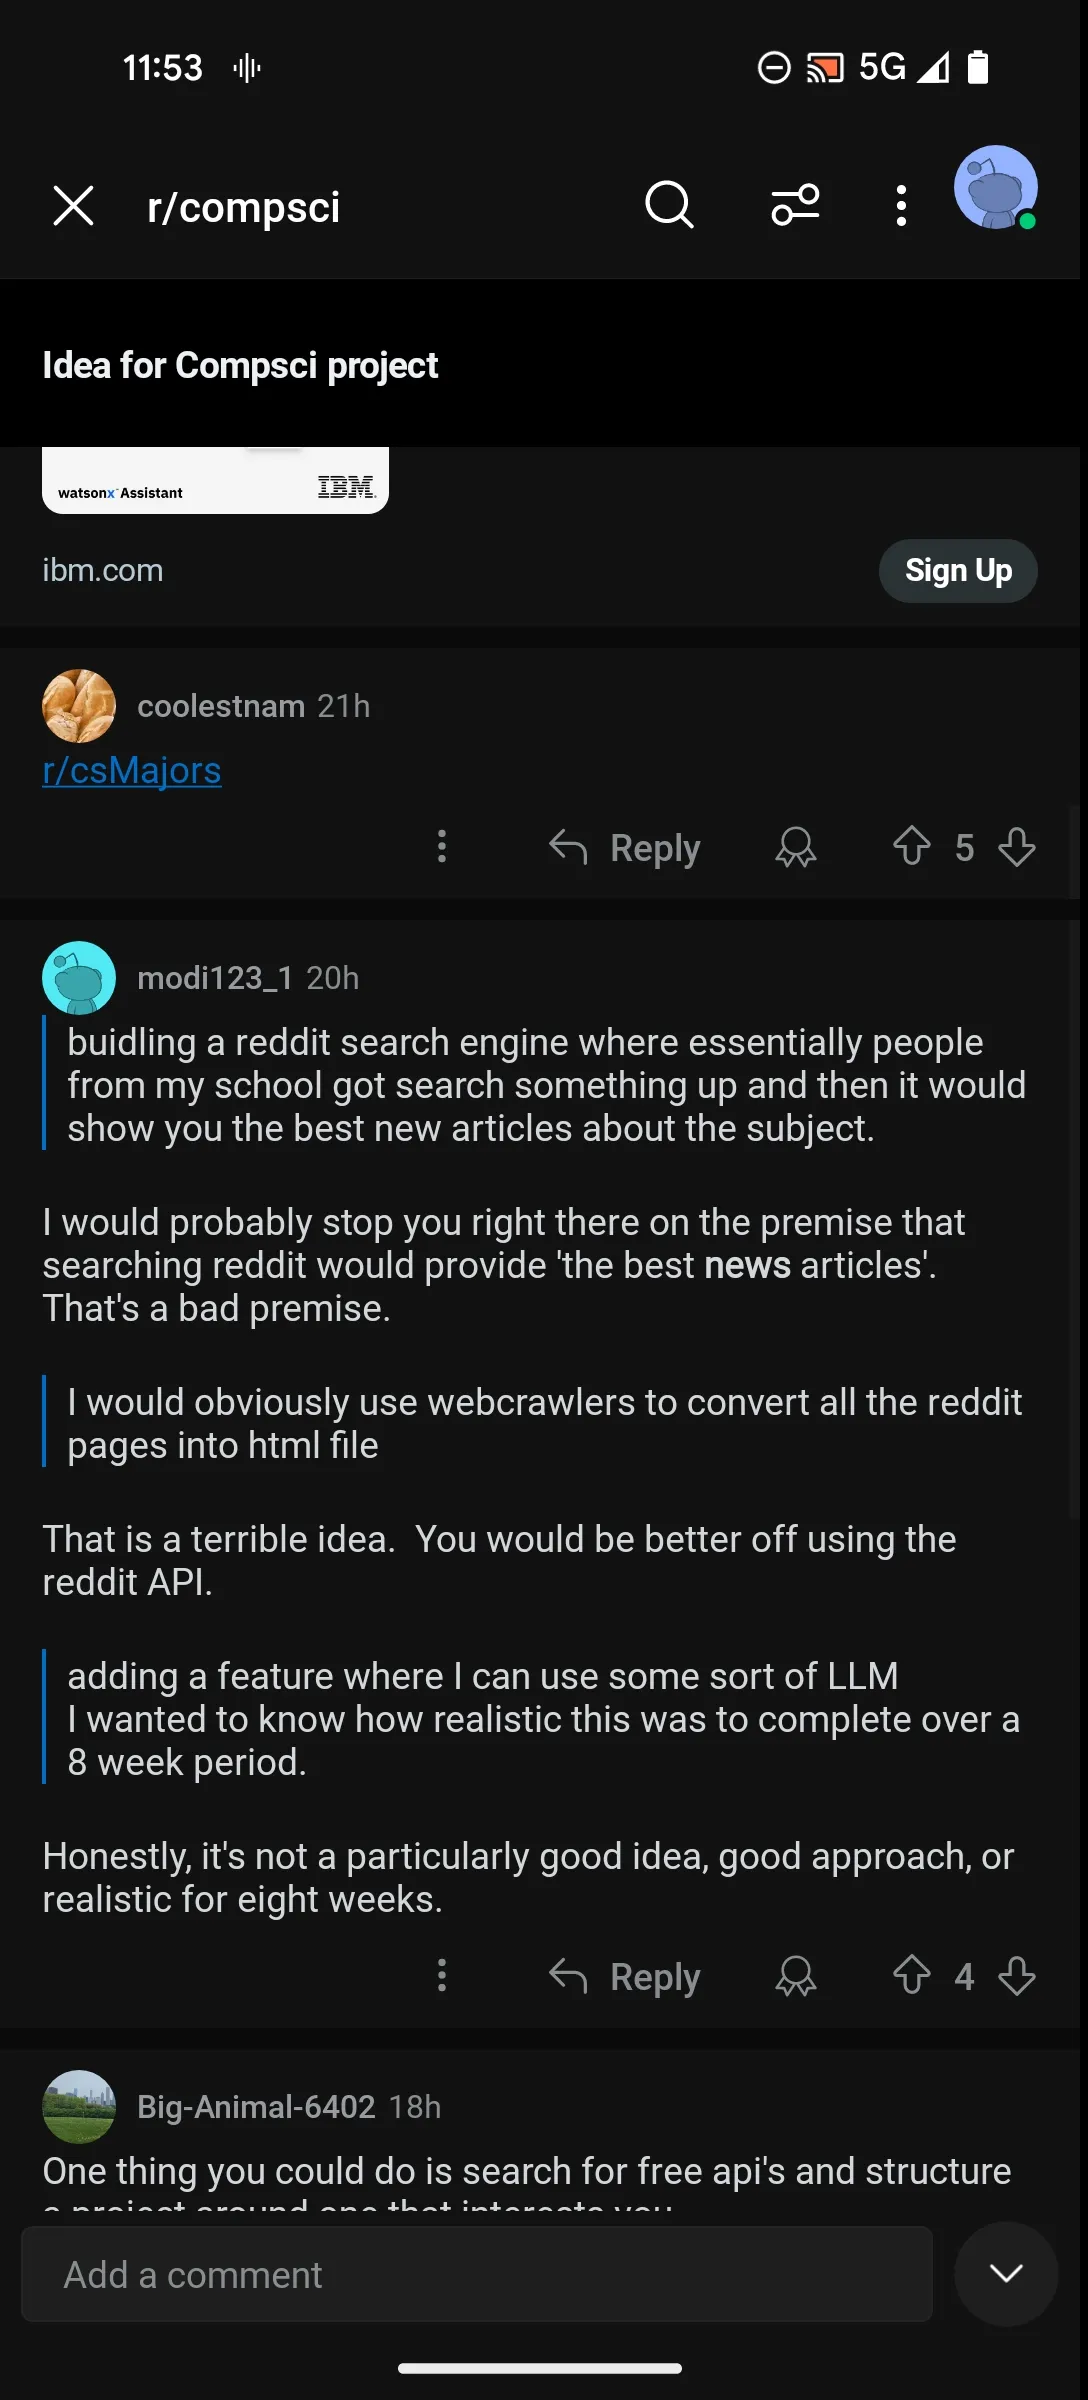 11:53
5G
r/compsci
Idea for Compsci project
watsonx Assistant
IBM
ibm.com
Sign Up
coolestnam 21h
r/csMajors
Reply
5
modi123_1 20h
buidling a reddit search engine where essentially people
from my school got search something up and then it would
show you the best new articles about the subject.
I would probably stop you right there on the premise that
searching reddit would provide 'the best news articles'.
That's a bad premise.
I would obviously use webcrawlers to convert all the reddit
pages into html file
That is a terrible idea.  You would be better off using the
reddit API.
adding a feature where I can use some sort of LLM
I wanted to know how realistic this was to complete over a
8 week period.
Honestly, it's not a particularly good idea, good approach, or
realistic for eight weeks.
Reply
4
Big-Animal-6402 18h
One thing you could do is search for free api's and structure
a project around one that interests you
Add a comment